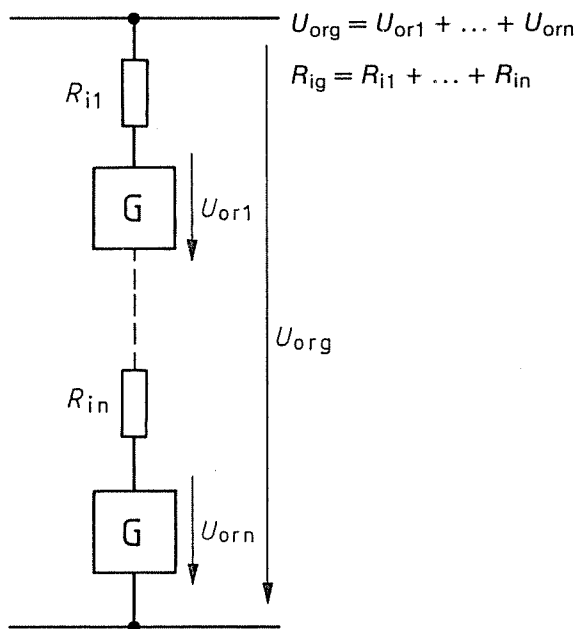 U_org = U_or1 + ... + U_orn
R_ig = R_i1 + ... + R_in
R_i1
G
U_or1
U_org
R_in
G
U_orn